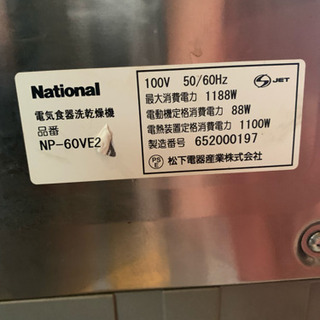 National
電気食器洗乾燥機
品番
NP-60VE2
100V 50/60Hz
最大消費電力 1188W
電動機定格消費電力 88W
電熱装置定格消費電力 1100W
製造番号 652000197
PS E 松下電器産業株式会社
S JET